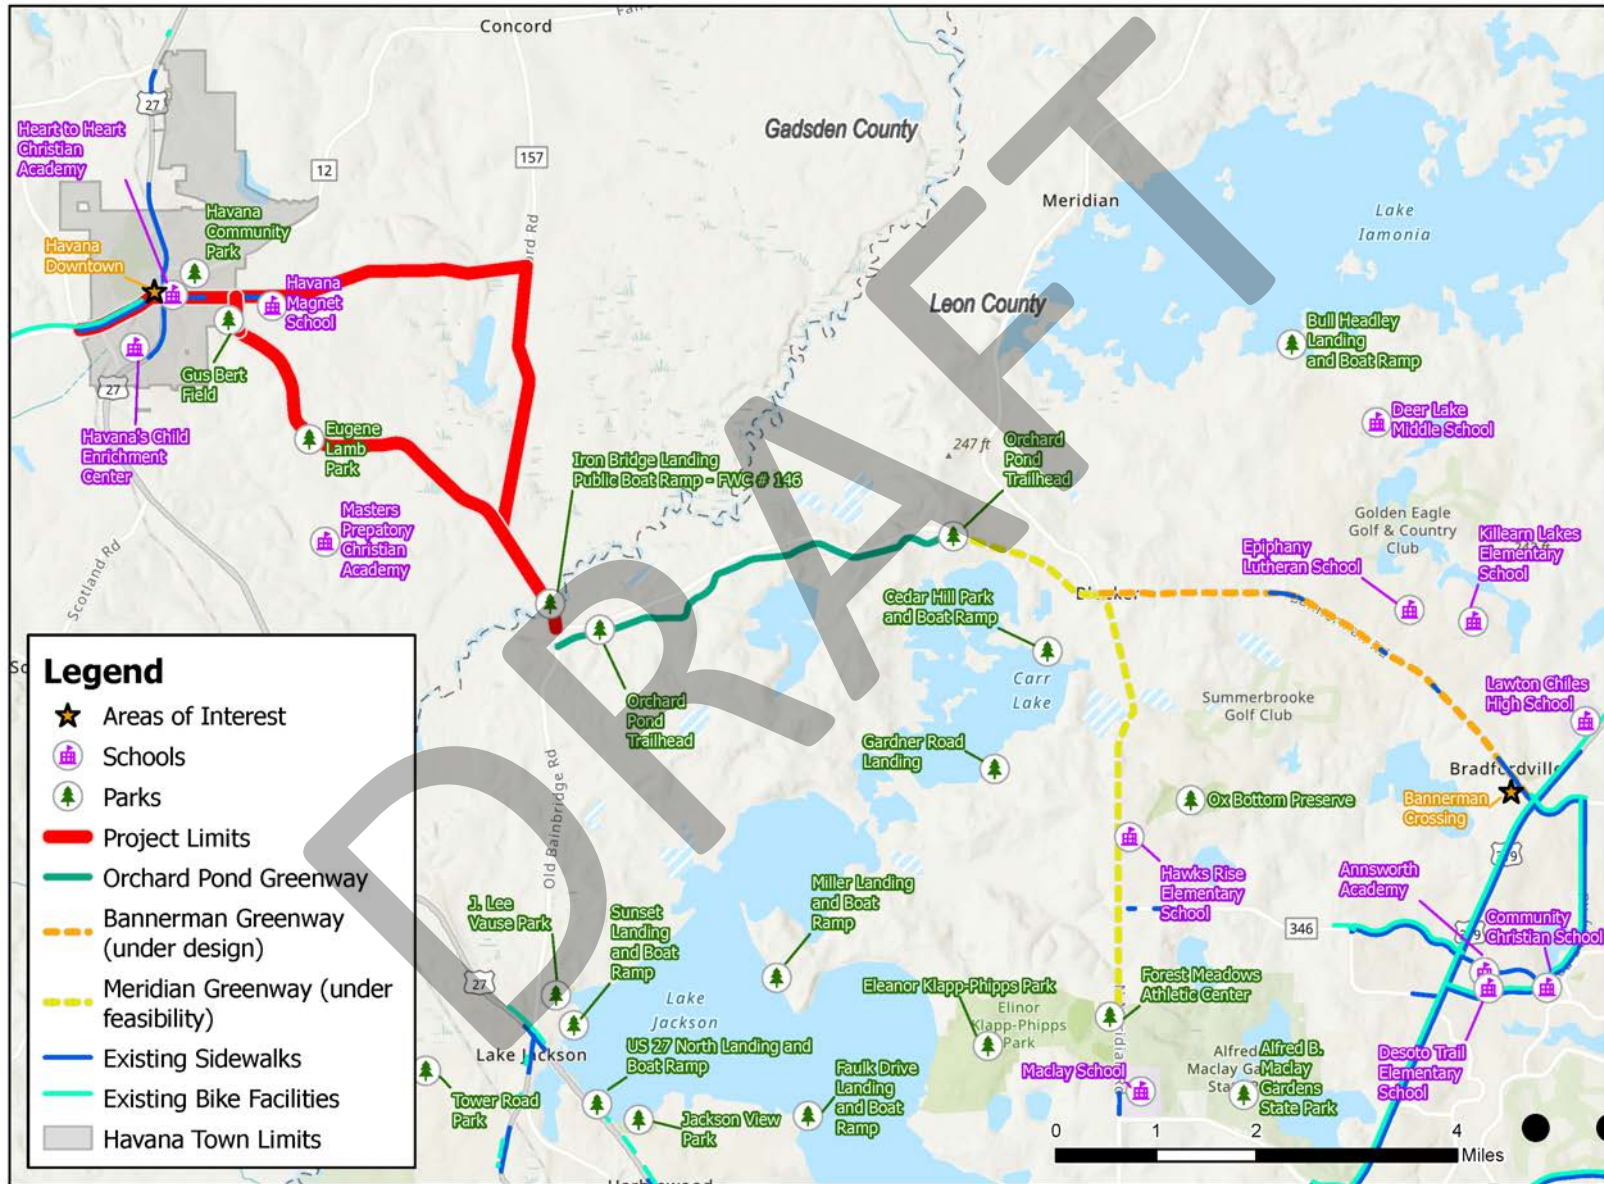 Concord
27
Heart to Heart
Christian
Academy
12
157
Gadsden County
Meridian
Lake
Iamonia
Havana
Community
Park
Havana
Downtown
ord Rd
Havana
Magnet
School
Leon County
Bull Headley
Landing
and Boat Ramp
Gus Bert
Field
27
Havana's Child
Enrichment
Center
Eugene
Lamb
Park
Deer Lake
Middle School
247 ft
Orchard
Pond
Trailhead
Iron Bridge Landing
Public Boat Ramp - FWC # 146
Masters
Prepatory
Christian
Academy
Scotland Rd
Golden Eagle
Golf & Country
Club
Killearn Lakes
Elementary
School
Epiphany
Lutheran School
Cedar Hill Park
and Boat Ramp
Carr
Lake
Summerbrooke
Golf Club
Lawton Chiles
High School
Orchard
Pond
Trailhead
Gardner Road
Landing
Bradfordville
Bannerman
Crossing
Ox Bottom Preserve
Old Bainbridge Rd
Hawks Rise
Elementary
School
Annsworth
Academy
Community
Christian School
346
J. Lee
Vause Park
Sunset
Landing
and Boat
Ramp
Miller Landing
and Boat
Ramp
27
Lake
Jackson
Eleanor Klapp-Phipps Park
Elinor
Klapp-Phipps
Park
Forest Meadows
Athletic Center
Lake Jackson
US 27 North Landing and
Boat Ramp
Faulk Drive
Landing
and Boat
Ramp
Maclay School
Alfred B.
Maclay
Gardens
State Park
Desoto Trail
Elementary
School
Tower Road
Park
Jackson View
Park
0 1 2 4
Miles
Legend
Areas of Interest
Schools
Parks
Project Limits
Orchard Pond Greenway
Bannerman Greenway
(under design)
Meridian Greenway (under
feasibility)
Existing Sidewalks
Existing Bike Facilities
Havana Town Limits
DRAFT